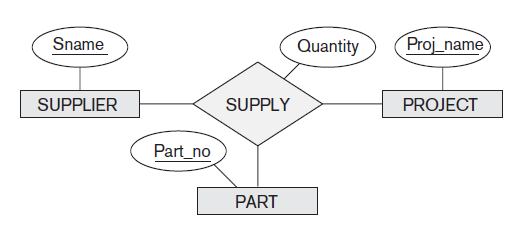 Sname
Quantity
Proj_name
SUPPLIER
SUPPLY
PROJECT
Part_no
PART